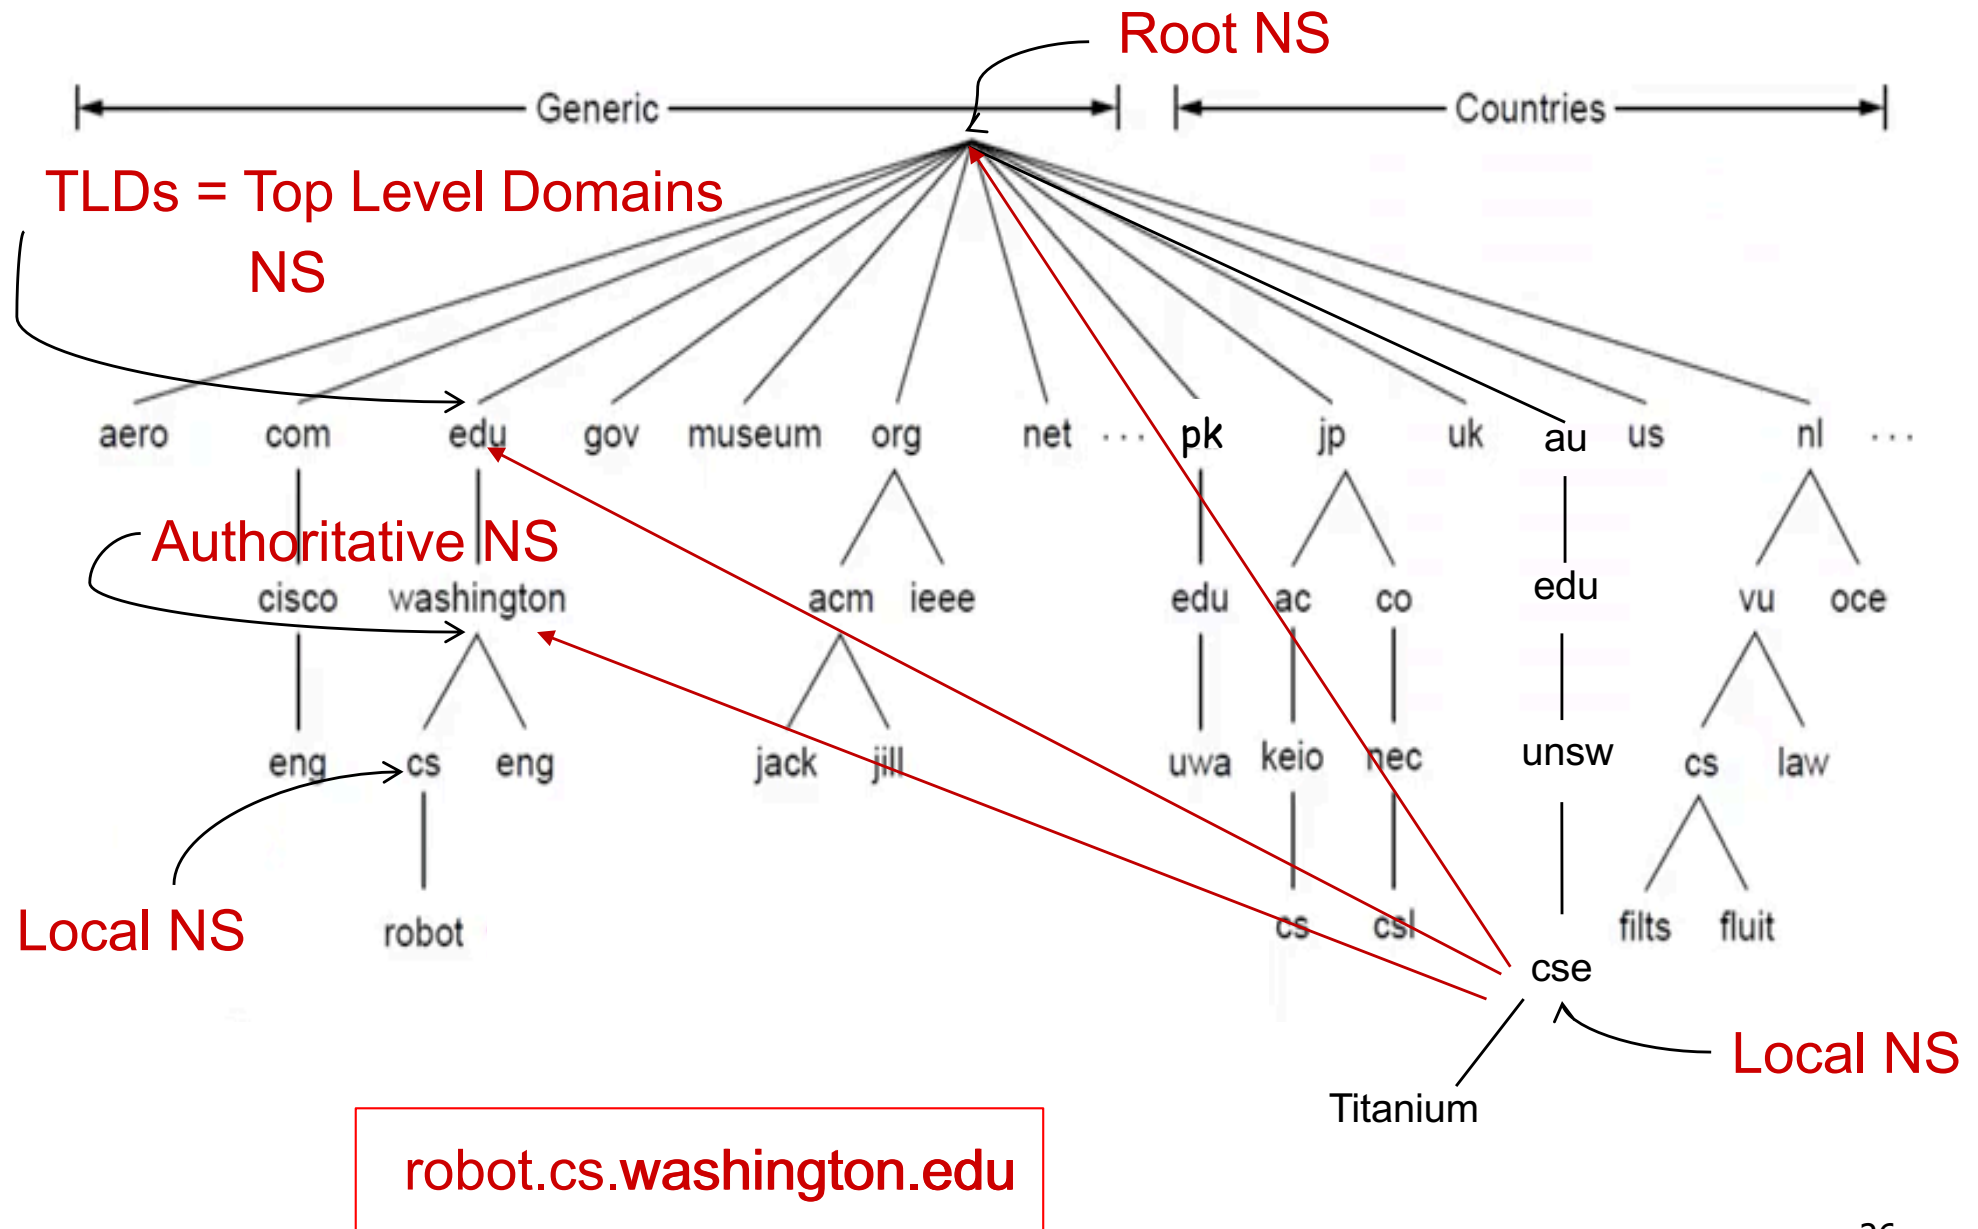 Root NS
Generic
Countries
TLDs = Top Level Domains
NS
aero com edu gov museum org net ... pk jp uk au us nl ...
Authoritative NS
cisco washington acm ieee edu ac co edu vu oce
eng cs eng jack jill uwa keio nec unsw cs law
Local NS
robot cs csl filts fluit
cse
Local NS
Titanium
robot.cs.washington.edu